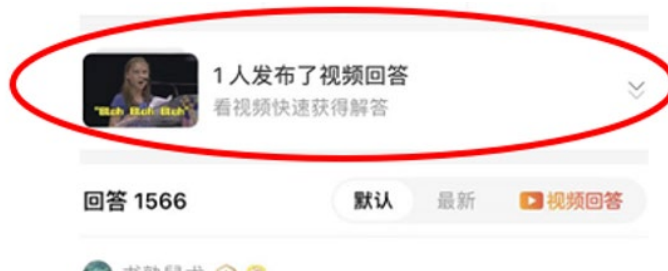 1人发布了视频回答
看视频快速获得解答
"Blah Blah Blah"
回答 1566
默认
最新
视频回答